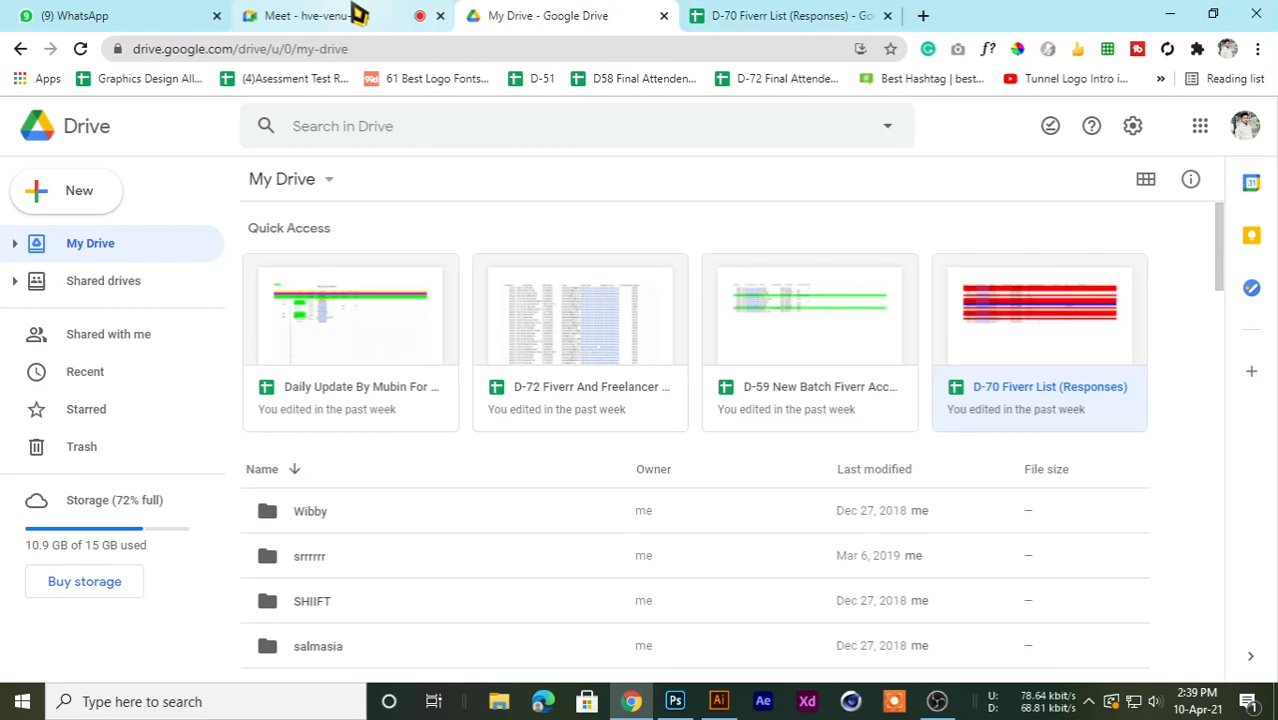 (9) WhatsApp
Meet - hve-venu-
My Drive - Google Drive
D-70 Fiverr List (Responses) - Go
drive.google.com/drive/u/0/my-drive
Apps
Graphics Design All...
(4)Asessment Test R...
61 Best Logo Fonts...
D-51
D58 Final Attenden...
D-72 Final Attende...
Best Hashtag | best...
Tunnel Logo Intro i...
»
Reading list
Drive
Search in Drive
New
My Drive
My Drive
Shared drives
Shared with me
Recent
Starred
Trash
Storage (72% full)
10.9 GB of 15 GB used
Buy storage
Quick Access
Daily Update By Mubin For ...
You edited in the past week
D-72 Fiverr And Freelancer ...
You edited in the past week
D-59 New Batch Fiverr Acc...
You edited in the past week
D-70 Fiverr List (Responses)
You edited in the past week
Name Owner Last modified File size
Wibby me Dec 27, 2018 me –
srrrrrr me Mar 6, 2019 me –
SHIIFT me Dec 27, 2018 me –
salmasia me Dec 27, 2018 me –
Type here to search
Ps
Ai
Ae
Xd
U: 78.64 kbit/s
D: 68.81 kbit/s
2:39 PM
10-Apr-21